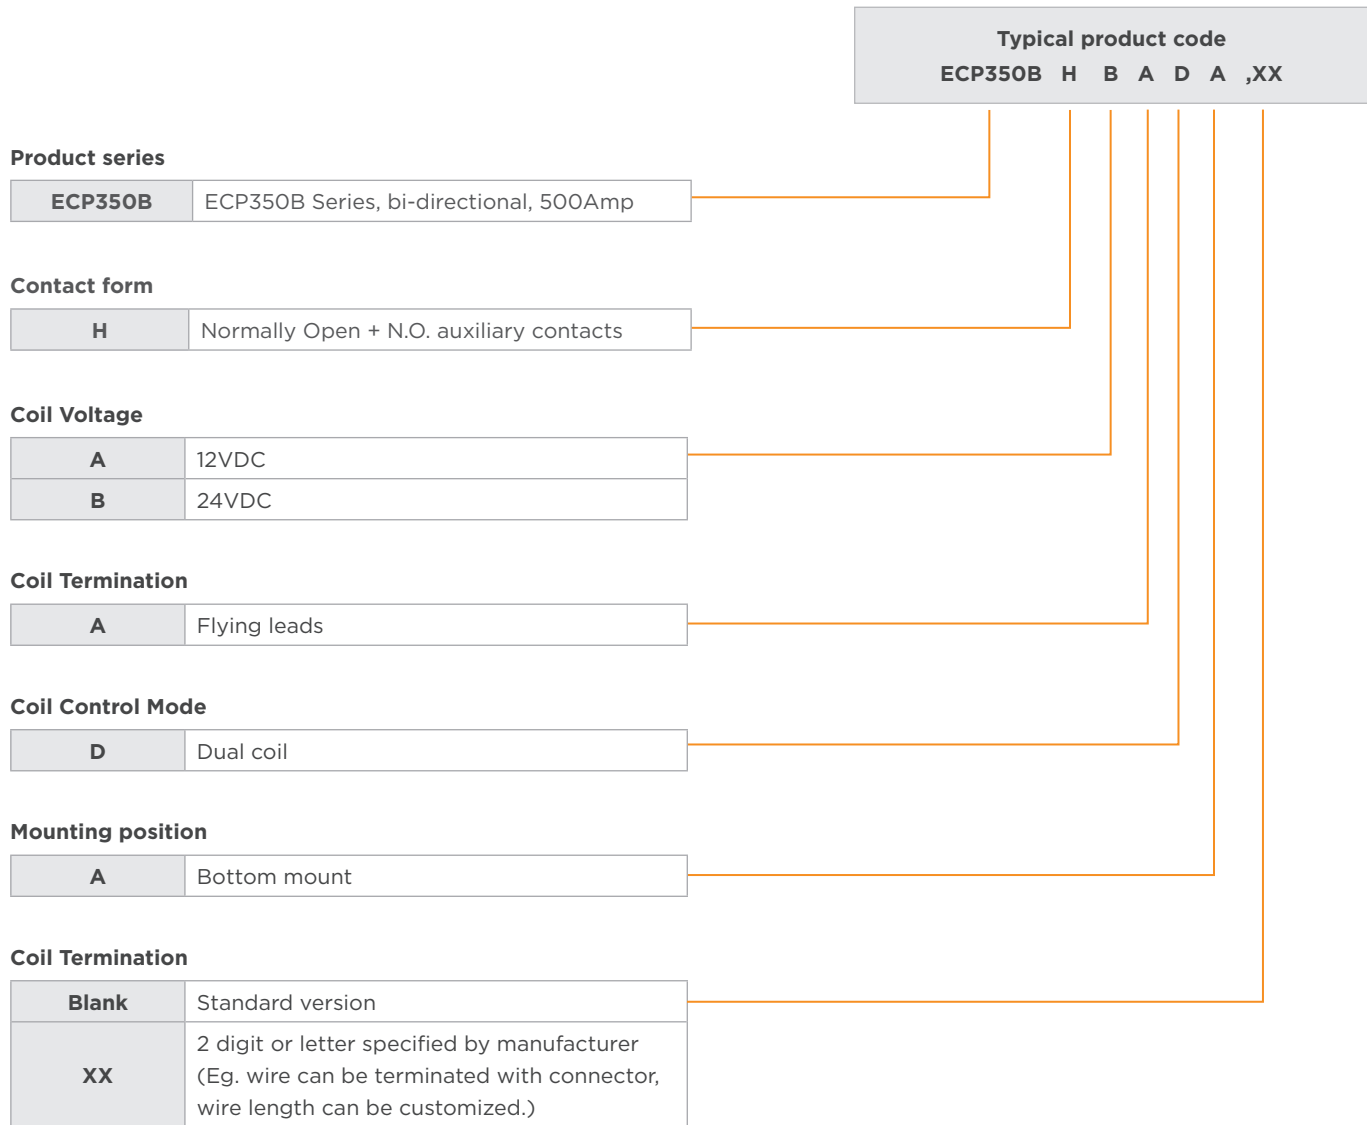 Typical product code
ECP350B H B A D A ,XX
Product series
ECP350B ECP350B Series, bi-directional, 500Amp
Contact form
H Normally Open + N.O. auxiliary contacts
Coil Voltage
A 12VDC
B 24VDC
Coil Termination
A Flying leads
Coil Control Mode
D Dual coil
Mounting position
A Bottom mount
Coil Termination
Blank Standard version
XX 2 digit or letter specified by manufacturer
(Eg. wire can be terminated with connector,
wire length can be customized.)